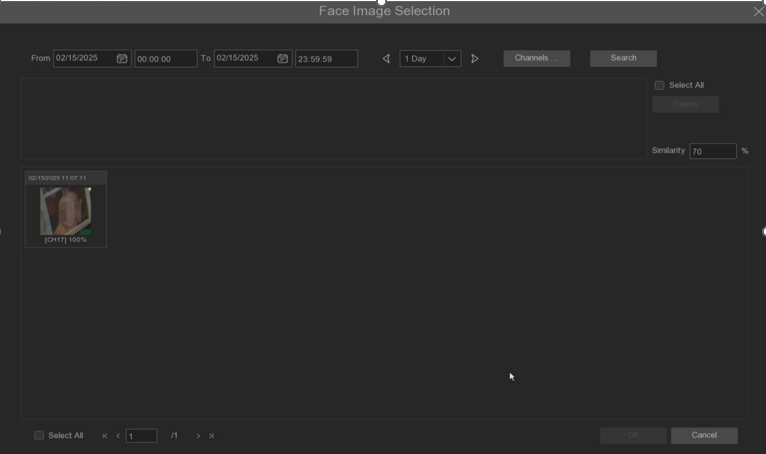 Face Image Selection
From 02/15/2025 00:00:00 To 02/15/2025 23:59:59 1 Day Channels ... Search
Select All
Delete
Similarity 70 %
02/15/2025 11:07:11
[CH17] 100%
Select All 1 /1 OK Cancel